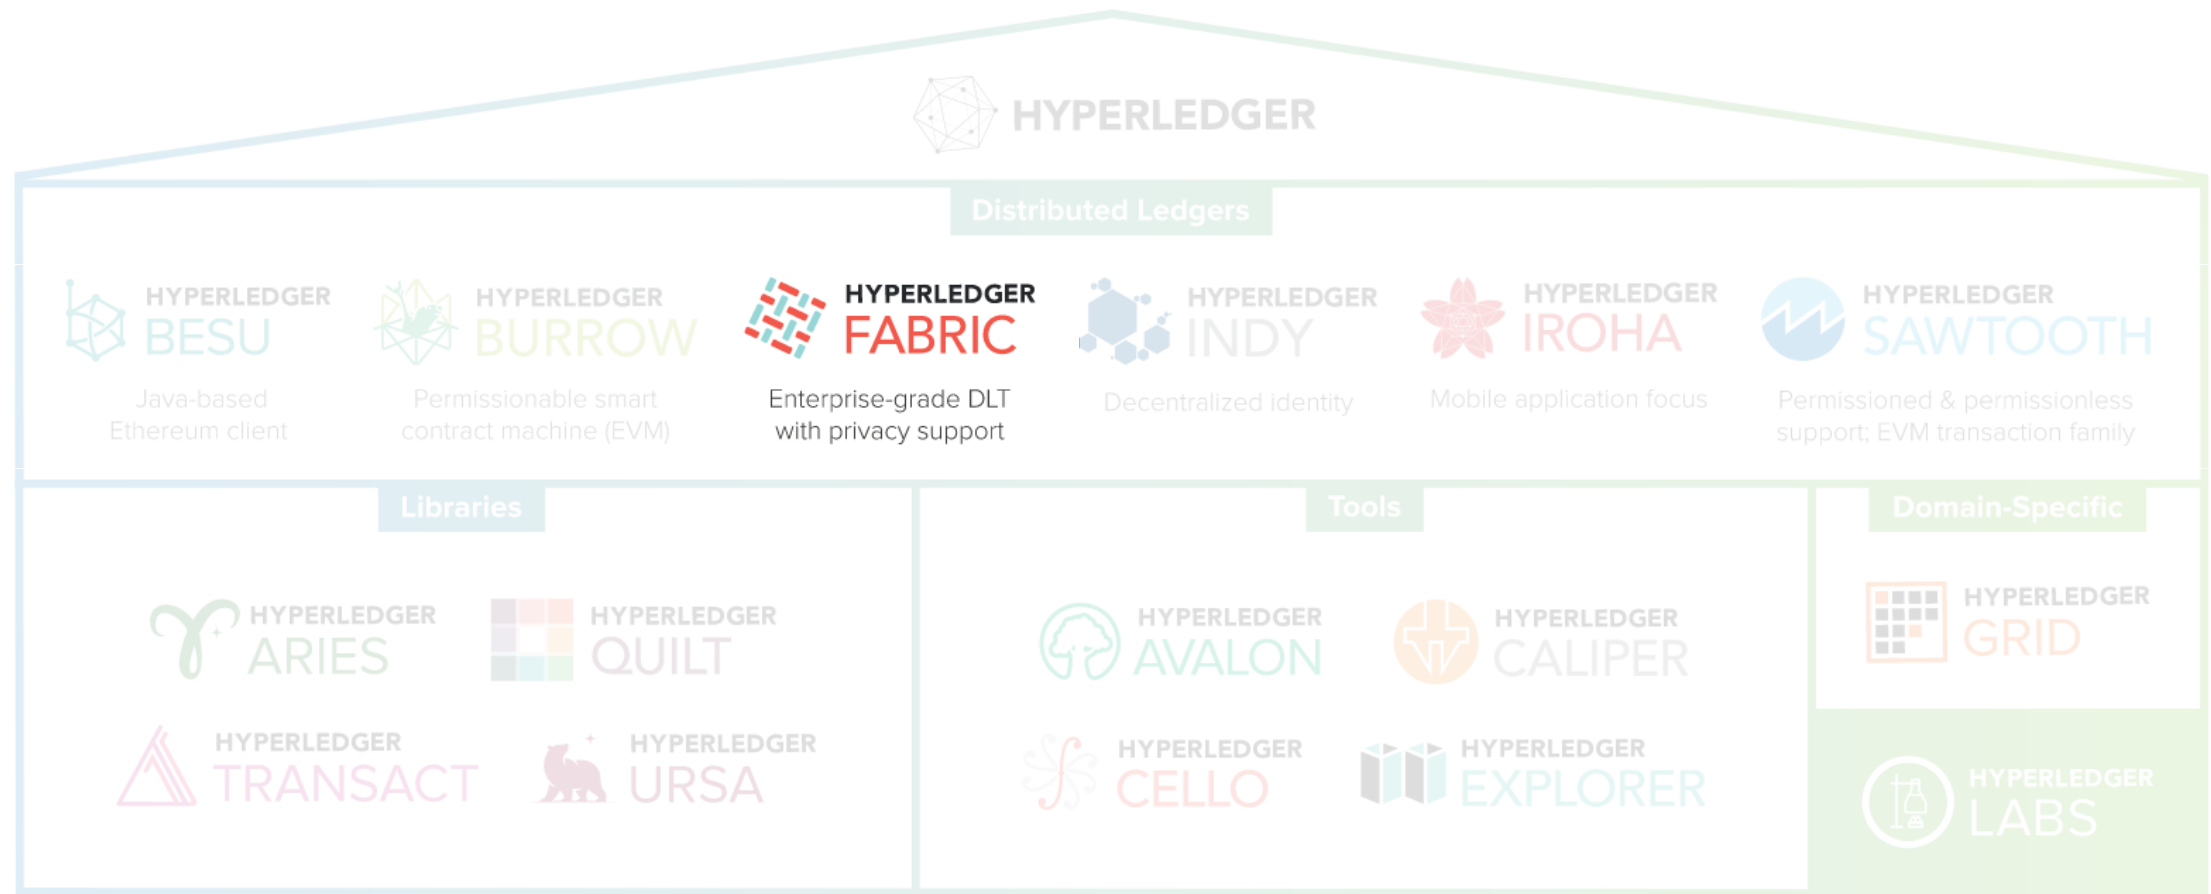 HYPERLEDGER
Distributed Ledgers
HYPERLEDGER
BESU
Java-based
Ethereum client
HYPERLEDGER
BURROW
Permissionable smart
contract machine (EVM)
HYPERLEDGER
FABRIC
Enterprise-grade DLT
with privacy support
HYPERLEDGER
INDY
Decentralized identity
HYPERLEDGER
IROHA
Mobile application focus
HYPERLEDGER
SAWTOOTH
Permissioned & permissionless
support; EVM transaction family
Libraries
HYPERLEDGER
ARIES
HYPERLEDGER
QUILT
HYPERLEDGER
TRANSACT
HYPERLEDGER
URSA
Tools
HYPERLEDGER
AVALON
HYPERLEDGER
CALIPER
HYPERLEDGER
CELLO
HYPERLEDGER
EXPLORER
Domain-Specific
HYPERLEDGER
GRID
HYPERLEDGER
LABS